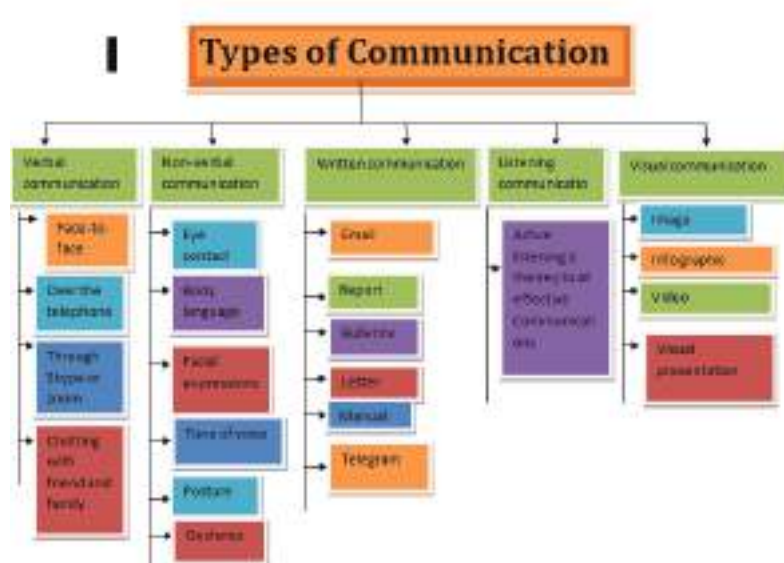 Types of Communication
Verbal
communication
Face-to-
face
Over the
telephone
Through
Skype or
zoom
Chatting
with
friend and
family
Non-verbal
communication
Eye
contact
Body
language
Facial
expressions
Tone of voice
Posture
Gestures
Written communication
Email
Report
Bulletins
Letter
Manual
Telegram
Listening
communicatio
Active
listening is
the key to all
effective
Communicati
ons
Visual communication
Image
Infographic
Video
Visual
presentation